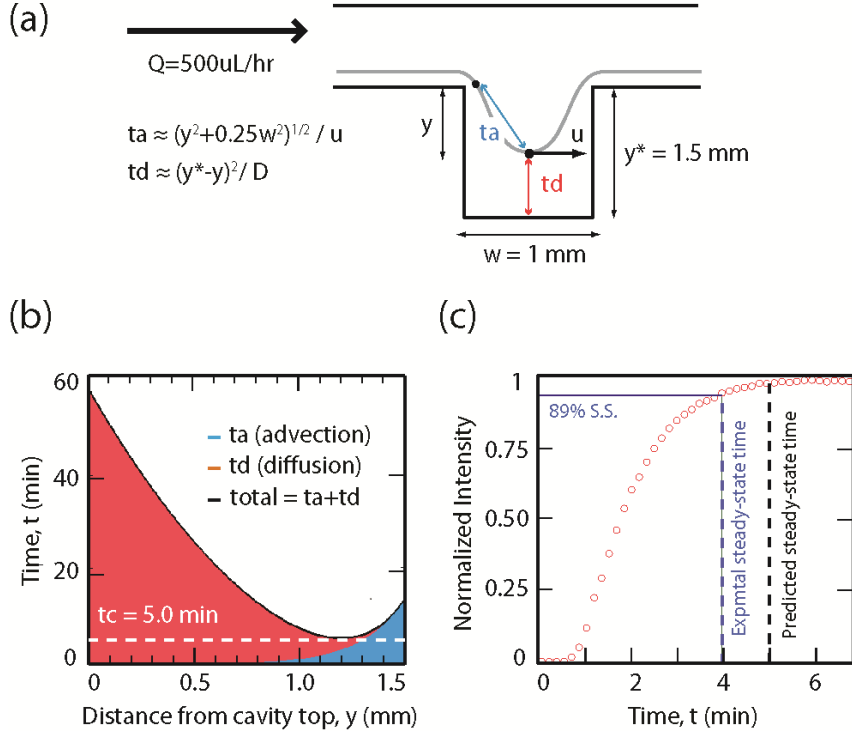 (a)
Q=500uL/hr
ta ≈ (y²+0.25w²)¹/² / u
td ≈ (y*-y)²/ D
y
ta
u
td
y* = 1.5 mm
w = 1 mm
(b)
60
40
20
0
Time, t (min)
ta (advection)
td (diffusion)
total = ta+td
tc = 5.0 min
0
0.5
1.0
1.5
Distance from cavity top, y (mm)
(c)
1
0.75
0.5
0.25
0
Normalized Intensity
89% S.S.
Expmtal steady-state time
Predicted steady-state time
0
2
4
6
Time, t (min)